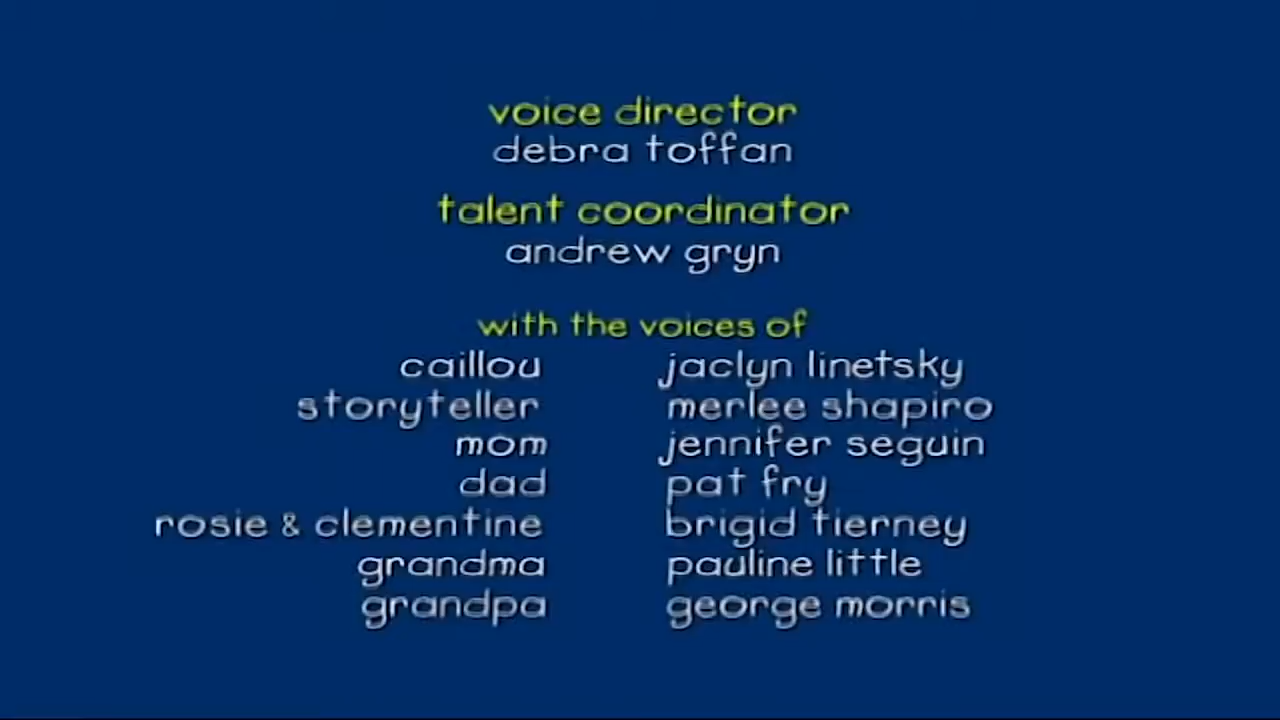 voice director
debra toffan
talent coordinator
andrew gryn
with the voices of
caillou jaclyn linetsky
storyteller merlee shapiro
mom jennifer seguin
dad pat fry
rosie & clementine brigid tierney
grandma pauline little
grandpa george morris